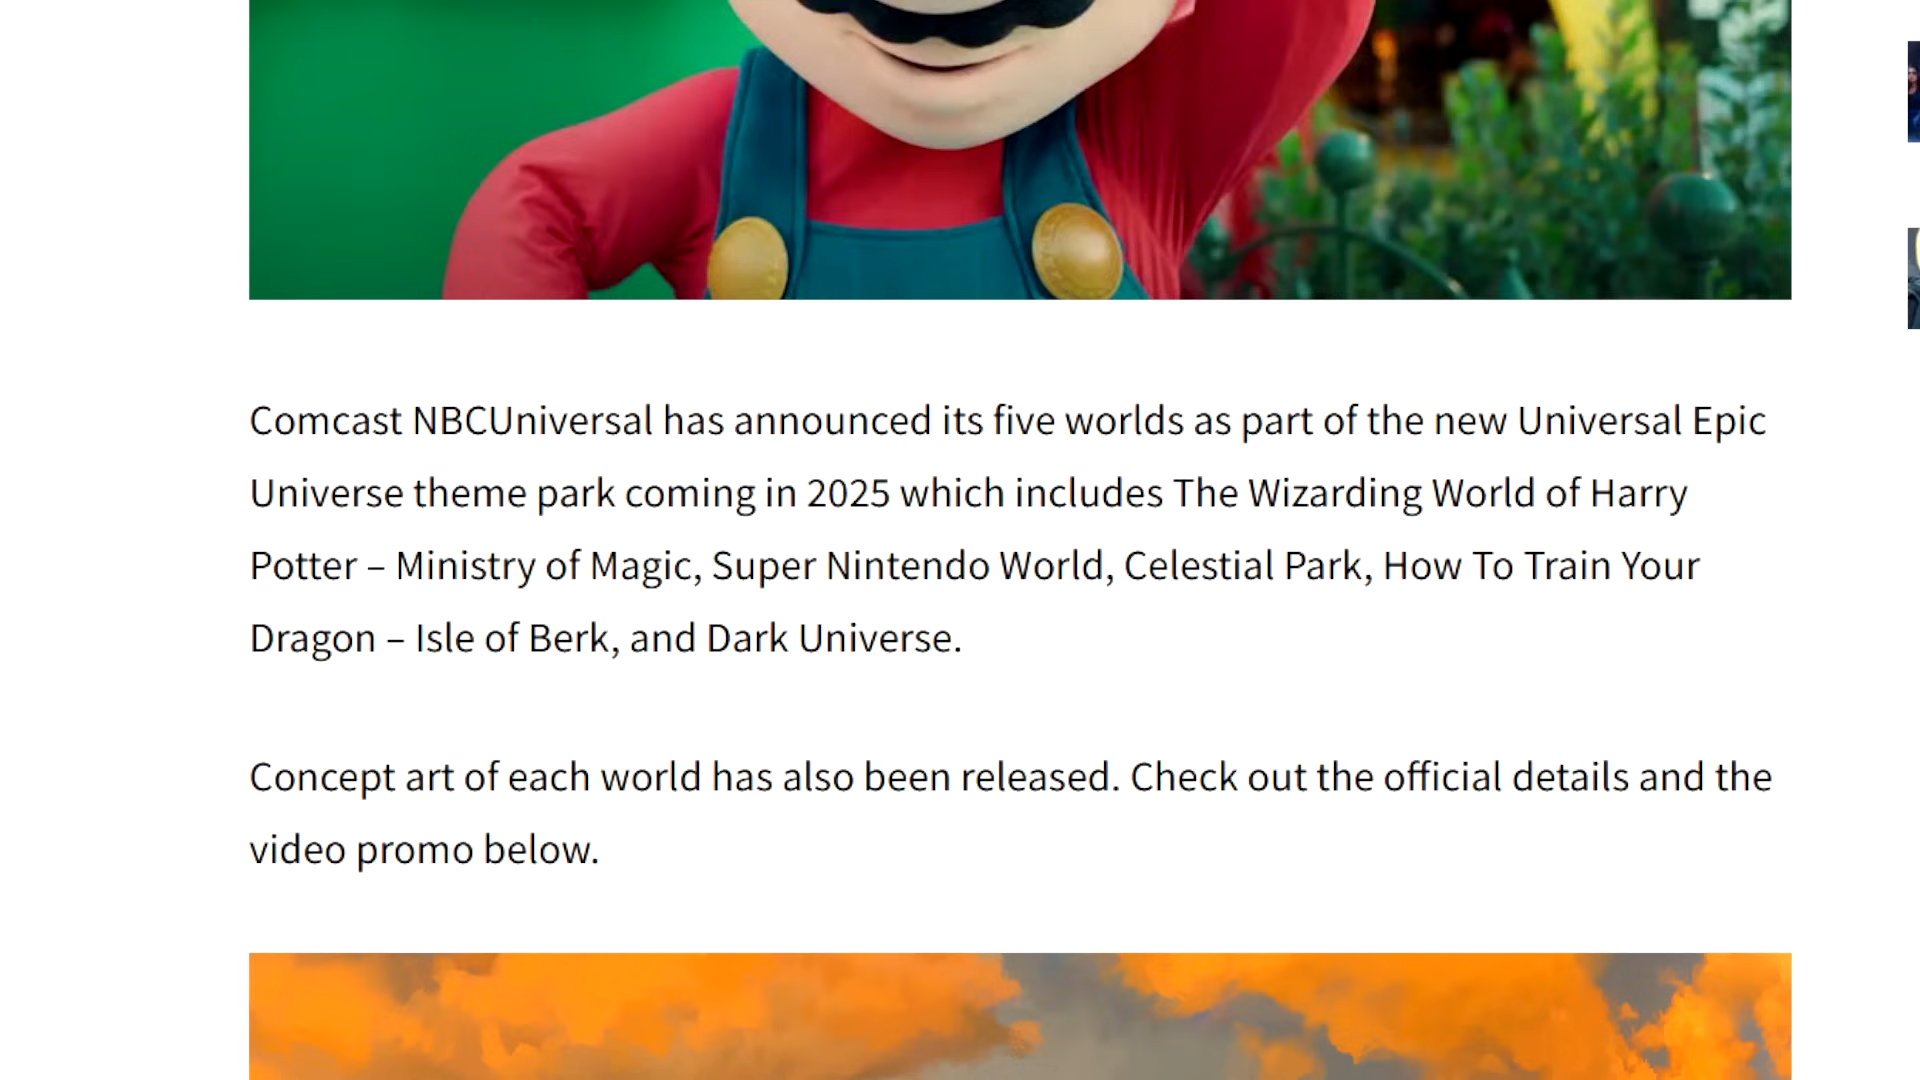 Comcast NBCUniversal has announced its five worlds as part of the new Universal Epic
Universe theme park coming in 2025 which includes The Wizarding World of Harry
Potter – Ministry of Magic, Super Nintendo World, Celestial Park, How To Train Your
Dragon – Isle of Berk, and Dark Universe.
Concept art of each world has also been released. Check out the official details and the
video promo below.